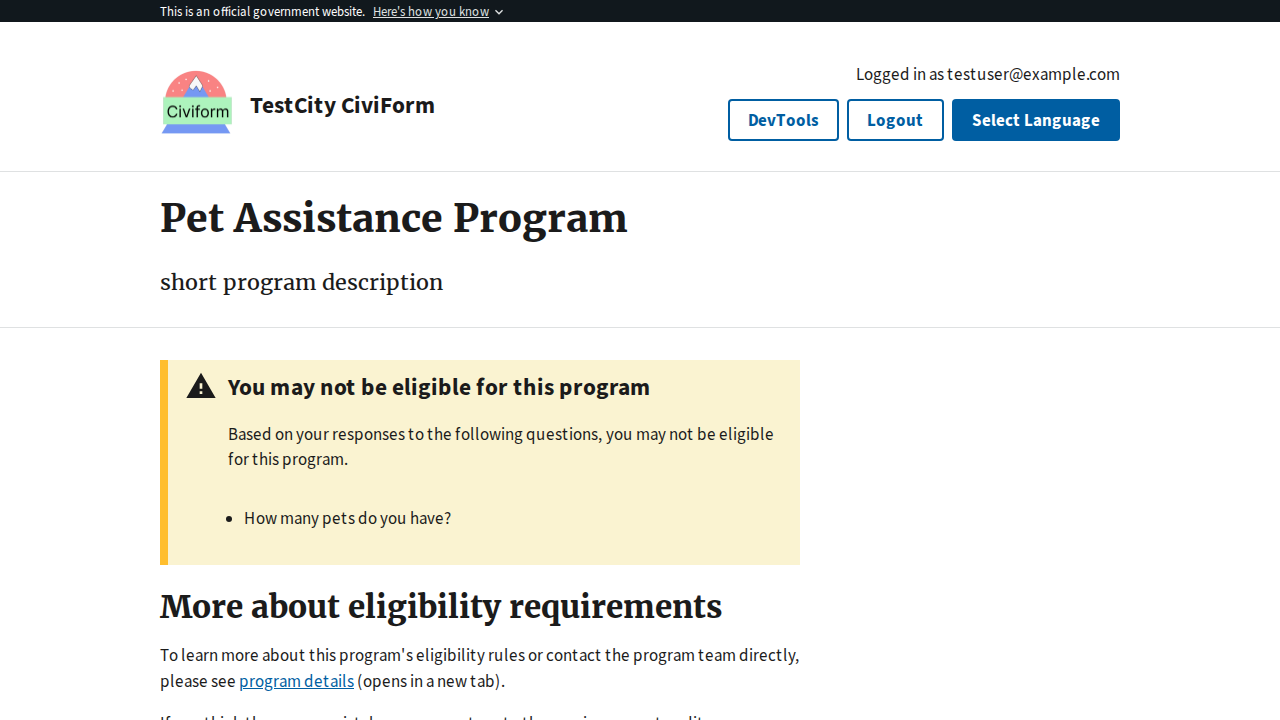 This is an official government website. Here's how you know
Logged in as testuser@example.com
Civiform
TestCity CiviForm
DevTools
Logout
Select Language
Pet Assistance Program
short program description
You may not be eligible for this program
Based on your responses to the following questions, you may not be eligible
for this program.
• How many pets do you have?
More about eligibility requirements
To learn more about this program's eligibility rules or contact the program team directly,
please see program details (opens in a new tab).